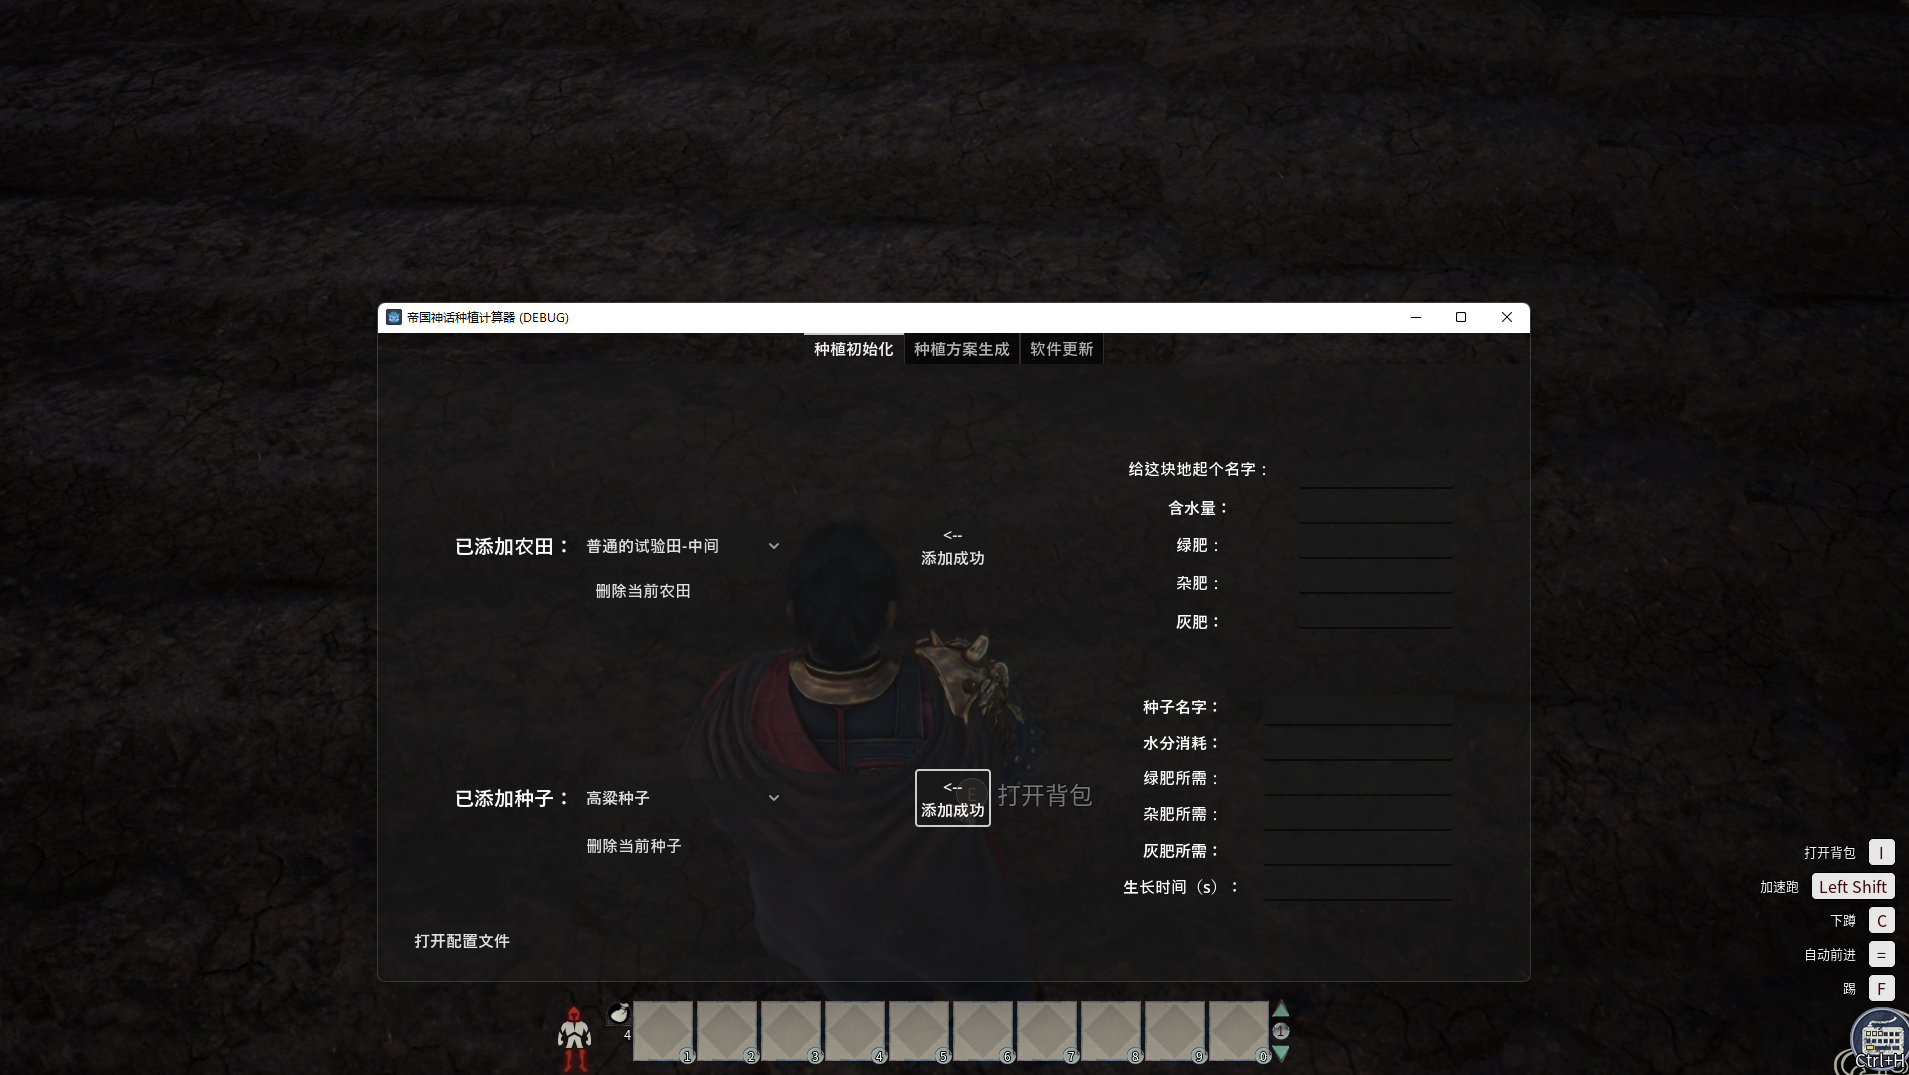 帝国神话种植计算器 (DEBUG)
种植初始化
种植方案生成
软件更新
给这块地起个名字：
含水量：
绿肥：
杂肥：
灰肥：
已添加农田：
普通的试验田-中间
<--
添加成功
删除当前农田
种子名字：
水分消耗：
绿肥所需：
杂肥所需：
灰肥所需：
生长时间（s）：
已添加种子：
高粱种子
<--
添加成功
E
打开背包
删除当前种子
打开配置文件
打开背包 I
加速跑 Left Shift
下蹲 C
自动前进 =
踢 F
Ctrl+H
4
1 2 3 4 5 6 7 8 9 0
1